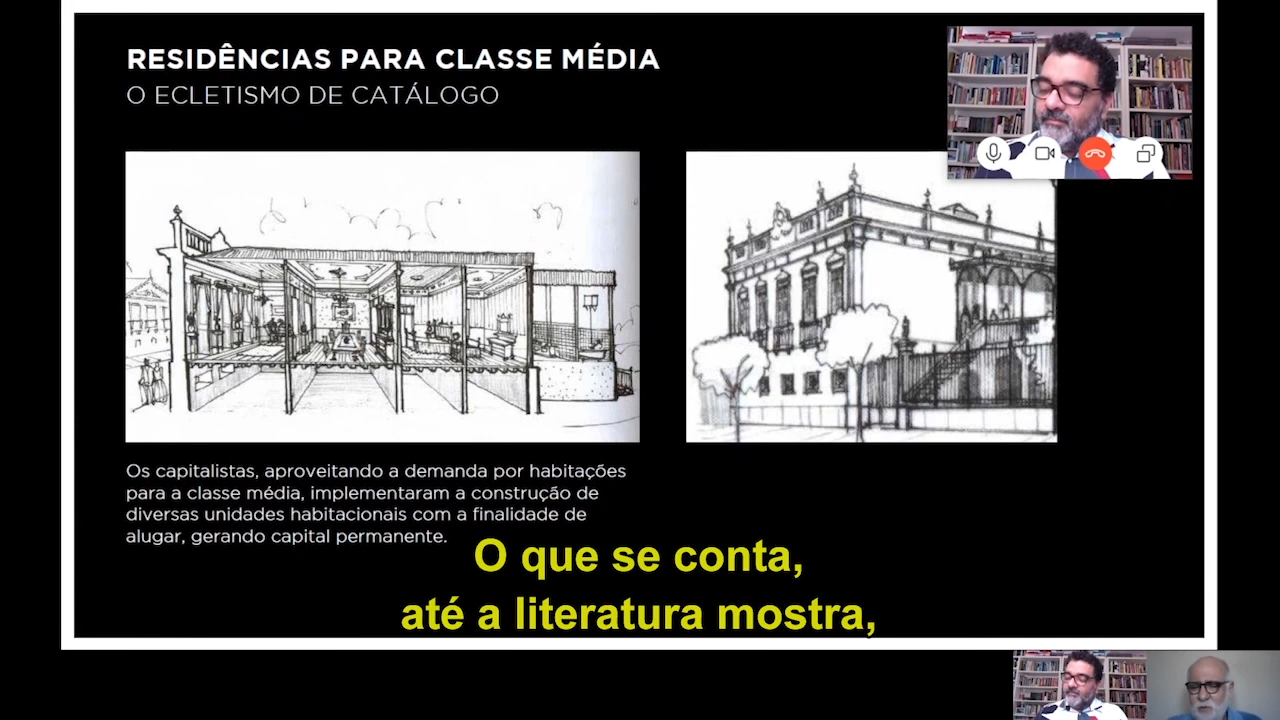 RESIDÊNCIAS PARA CLASSE MÉDIA
O ECLETISMO DE CATÁLOGO
Os capitalistas, aproveitando a demanda por habitações
para a classe média, implementaram a construção de
diversas unidades habitacionais com a finalidade de
alugar, gerando capital permanente.
O que se conta,
até a literatura mostra,